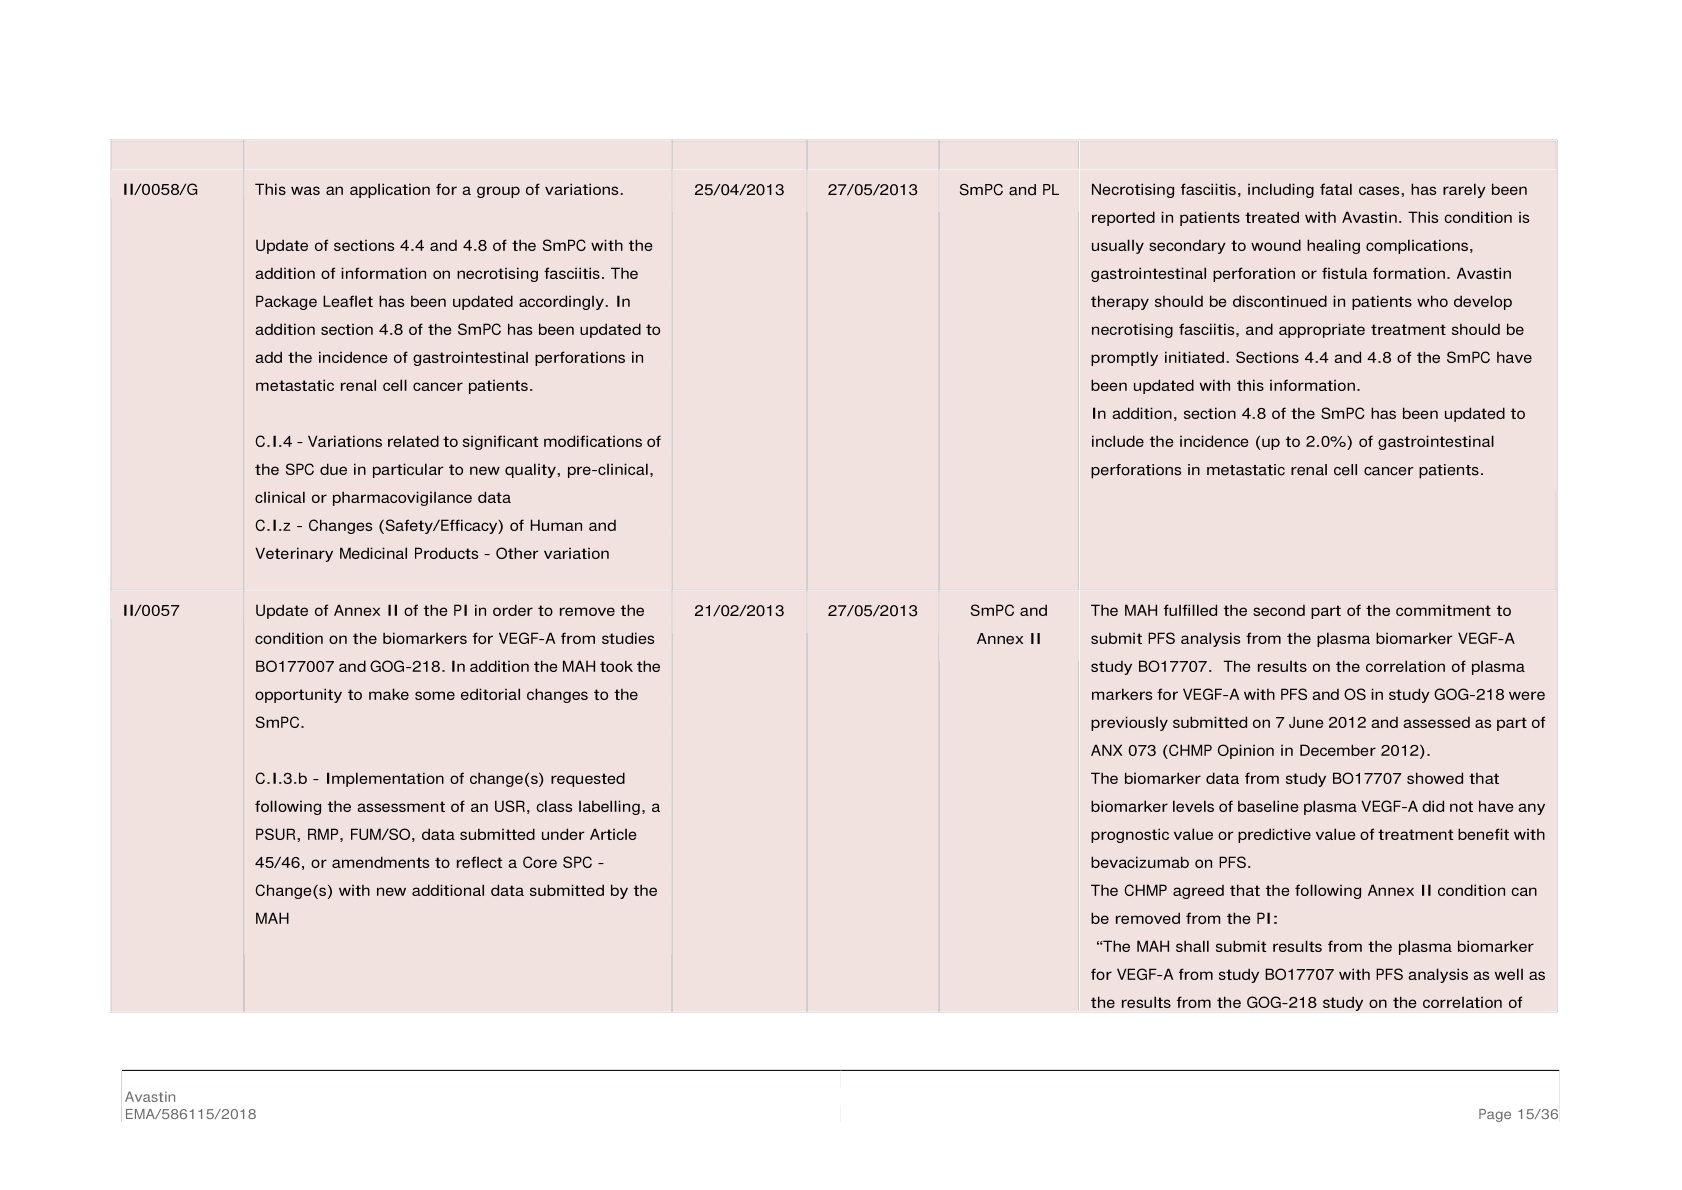 II/0058/G
This was an application for a group of variations.
Update of sections 4.4 and 4.8 of the SmPC with the
addition of information on necrotising fasciitis. The
Package Leaflet has been updated accordingly. In
addition section 4.8 of the SmPC has been updated to
add the incidence of gastrointestinal perforations in
metastatic renal cell cancer patients.
C.I.4 - Variations related to significant modifications of
the SPC due in particular to new quality, pre-clinical,
clinical or pharmacovigilance data
C.I.z - Changes (Safety/Efficacy) of Human and
Veterinary Medicinal Products - Other variation
25/04/2013
27/05/2013
SmPC and PL
Necrotising fasciitis, including fatal cases, has rarely been
reported in patients treated with Avastin. This condition is
usually secondary to wound healing complications,
gastrointestinal perforation or fistula formation. Avastin
therapy should be discontinued in patients who develop
necrotising fasciitis, and appropriate treatment should be
promptly initiated. Sections 4.4 and 4.8 of the SmPC have
been updated with this information.
In addition, section 4.8 of the SmPC has been updated to
include the incidence (up to 2.0%) of gastrointestinal
perforations in metastatic renal cell cancer patients.
II/0057
Update of Annex II of the PI in order to remove the
condition on the biomarkers for VEGF-A from studies
BO177007 and GOG-218. In addition the MAH took the
opportunity to make some editorial changes to the
SmPC.
C.I.3.b - Implementation of change(s) requested
following the assessment of an USR, class labelling, a
PSUR, RMP, FUM/SO, data submitted under Article
45/46, or amendments to reflect a Core SPC -
Change(s) with new additional data submitted by the
MAH
21/02/2013
27/05/2013
SmPC and
Annex II
The MAH fulfilled the second part of the commitment to
submit PFS analysis from the plasma biomarker VEGF-A
study BO17707.  The results on the correlation of plasma
markers for VEGF-A with PFS and OS in study GOG-218 were
previously submitted on 7 June 2012 and assessed as part of
ANX 073 (CHMP Opinion in December 2012).
The biomarker data from study BO17707 showed that
biomarker levels of baseline plasma VEGF-A did not have any
prognostic value or predictive value of treatment benefit with
bevacizumab on PFS.
The CHMP agreed that the following Annex II condition can
be removed from the PI:
“The MAH shall submit results from the plasma biomarker
for VEGF-A from study BO17707 with PFS analysis as well as
the results from the GOG-218 study on the correlation of
Avastin
EMA/586115/2018
Page 15/36